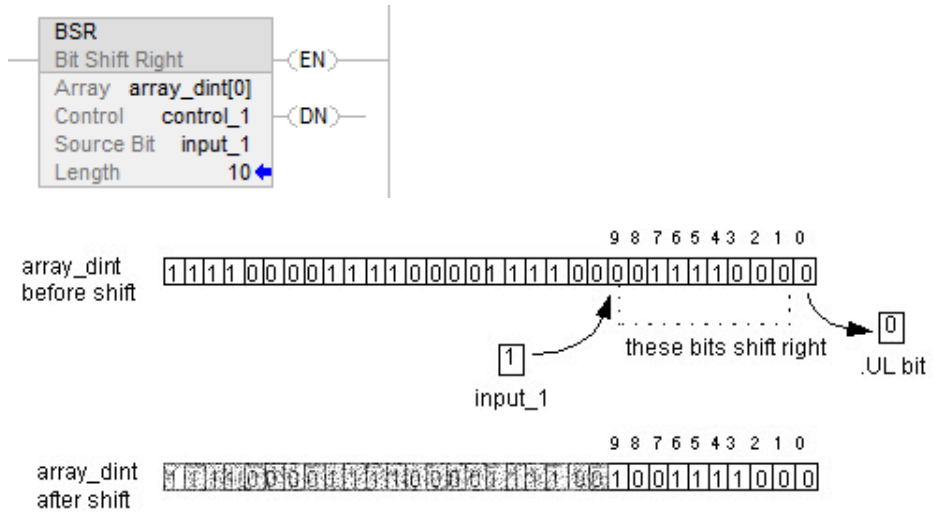 BSR
Bit Shift Right
EN
Array array_dint[0]
Control control_1
DN
Source Bit input_1
Length 10
9 8 7 6 5 4 3 2 1 0
array_dint
before shift
1 1 1 1 0 0 0 0 1 1 1 1 0 0 0 0 1 1 1 1 0 0 0 0 1 1 1 1 0 0 0 0
these bits shift right
0
.UL bit
1
input_1
9 8 7 6 5 4 3 2 1 0
array_dint
after shift
1 0 0 1 1 1 1 0 0 0